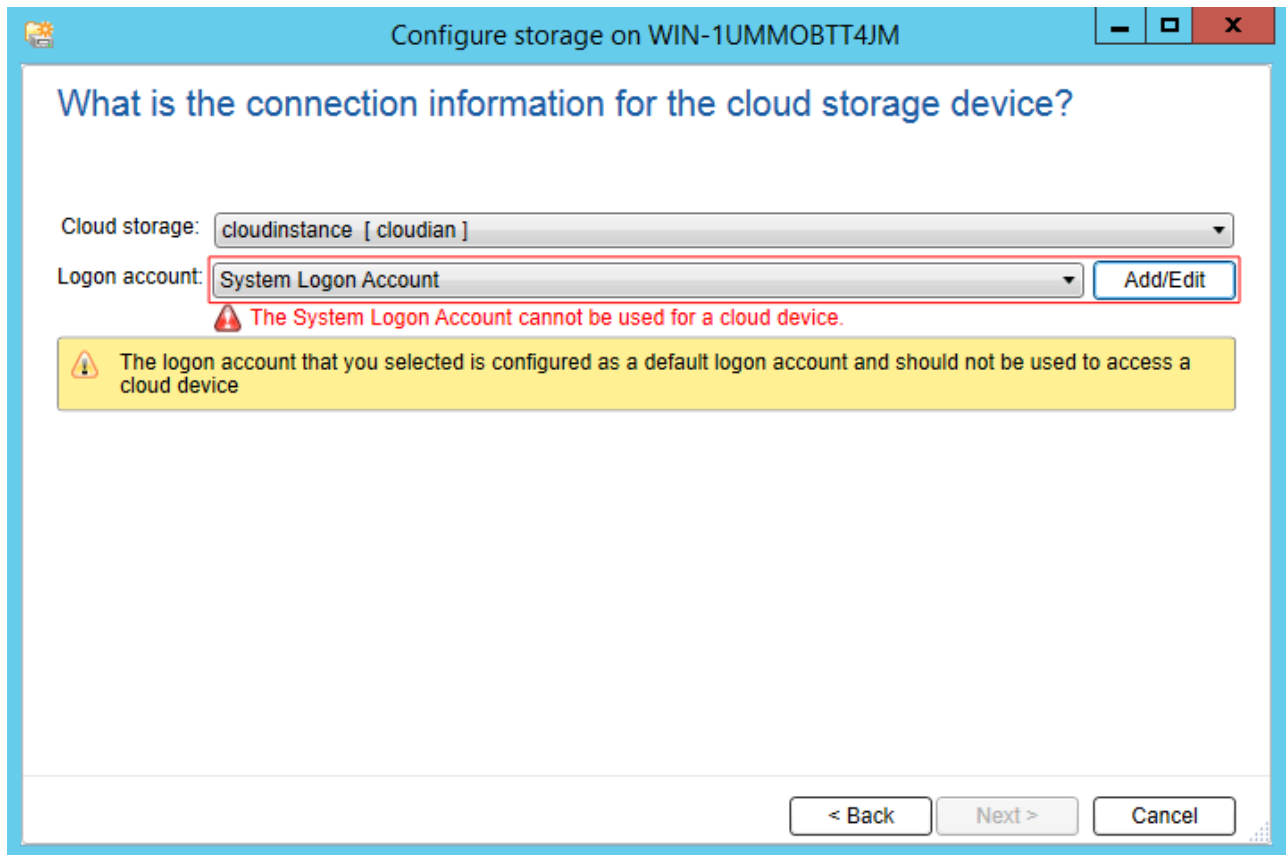 Configure storage on WIN-1UMMOBTT4JM
What is the connection information for the cloud storage device?
Cloud storage: cloudinstance [ cloudian ]
Logon account: System Logon Account Add/Edit
The System Logon Account cannot be used for a cloud device.
The logon account that you selected is configured as a default logon account and should not be used to access a
cloud device
< Back Next > Cancel